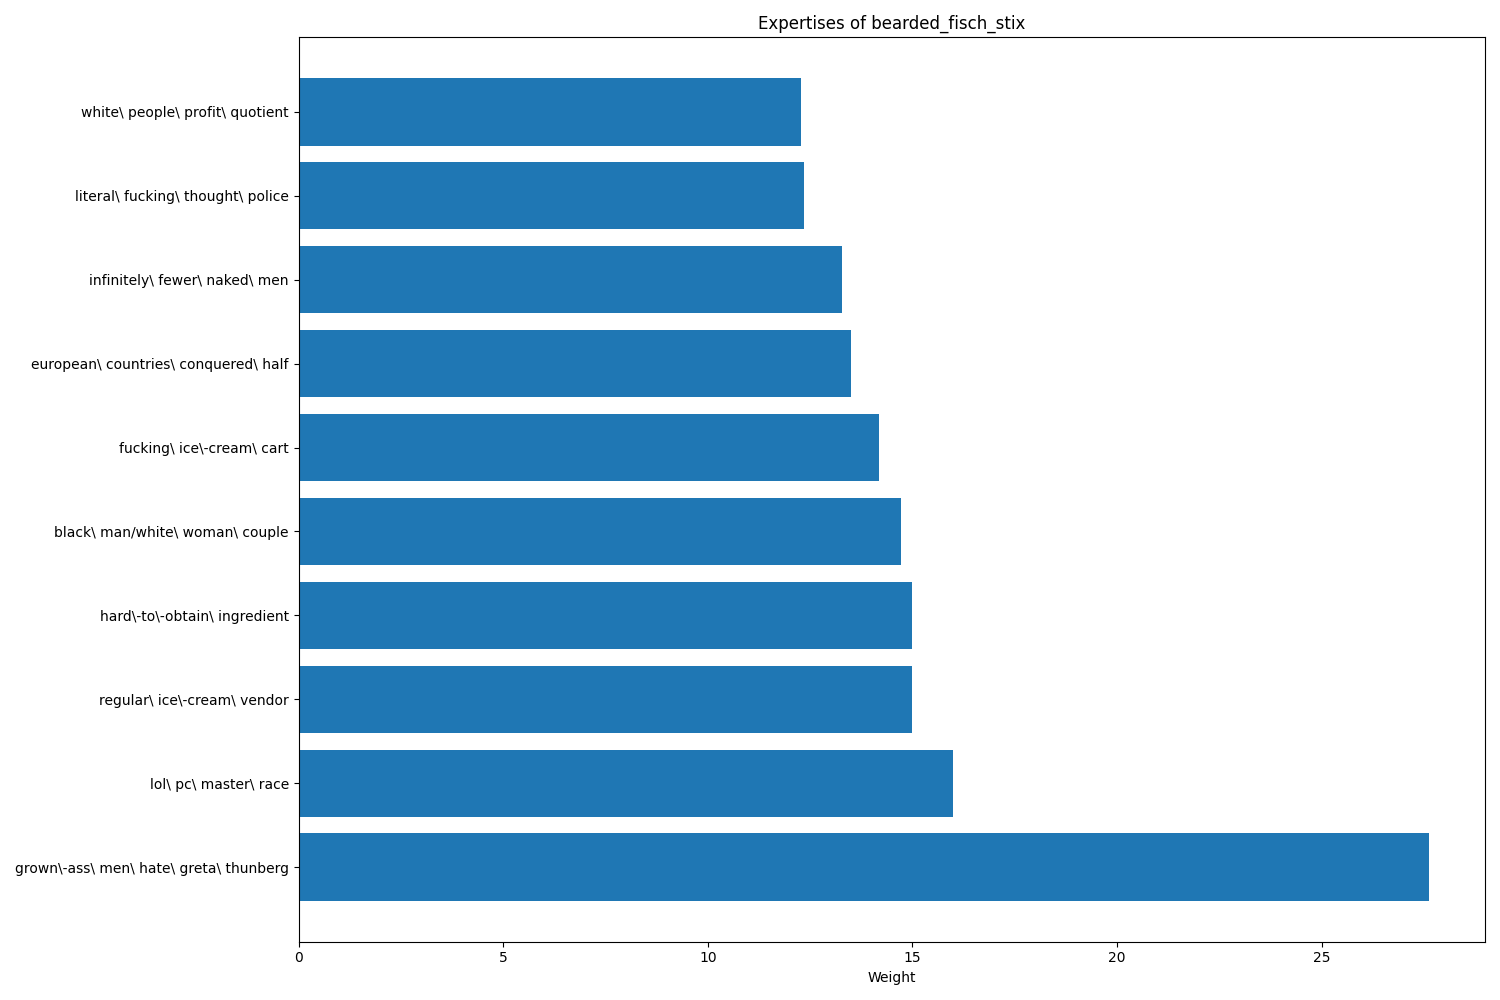 Expertises of bearded_fisch_stix
white\ people\ profit\ quotient
literal\ fucking\ thought\ police
infinitely\ fewer\ naked\ men
european\ countries\ conquered\ half
fucking\ ice\-cream\ cart
black\ man/white\ woman\ couple
hard\-to\-obtain\ ingredient
regular\ ice\-cream\ vendor
lol\ pc\ master\ race
grown\-ass\ men\ hate\ greta\ thunberg
0 5 10 15 20 25
Weight